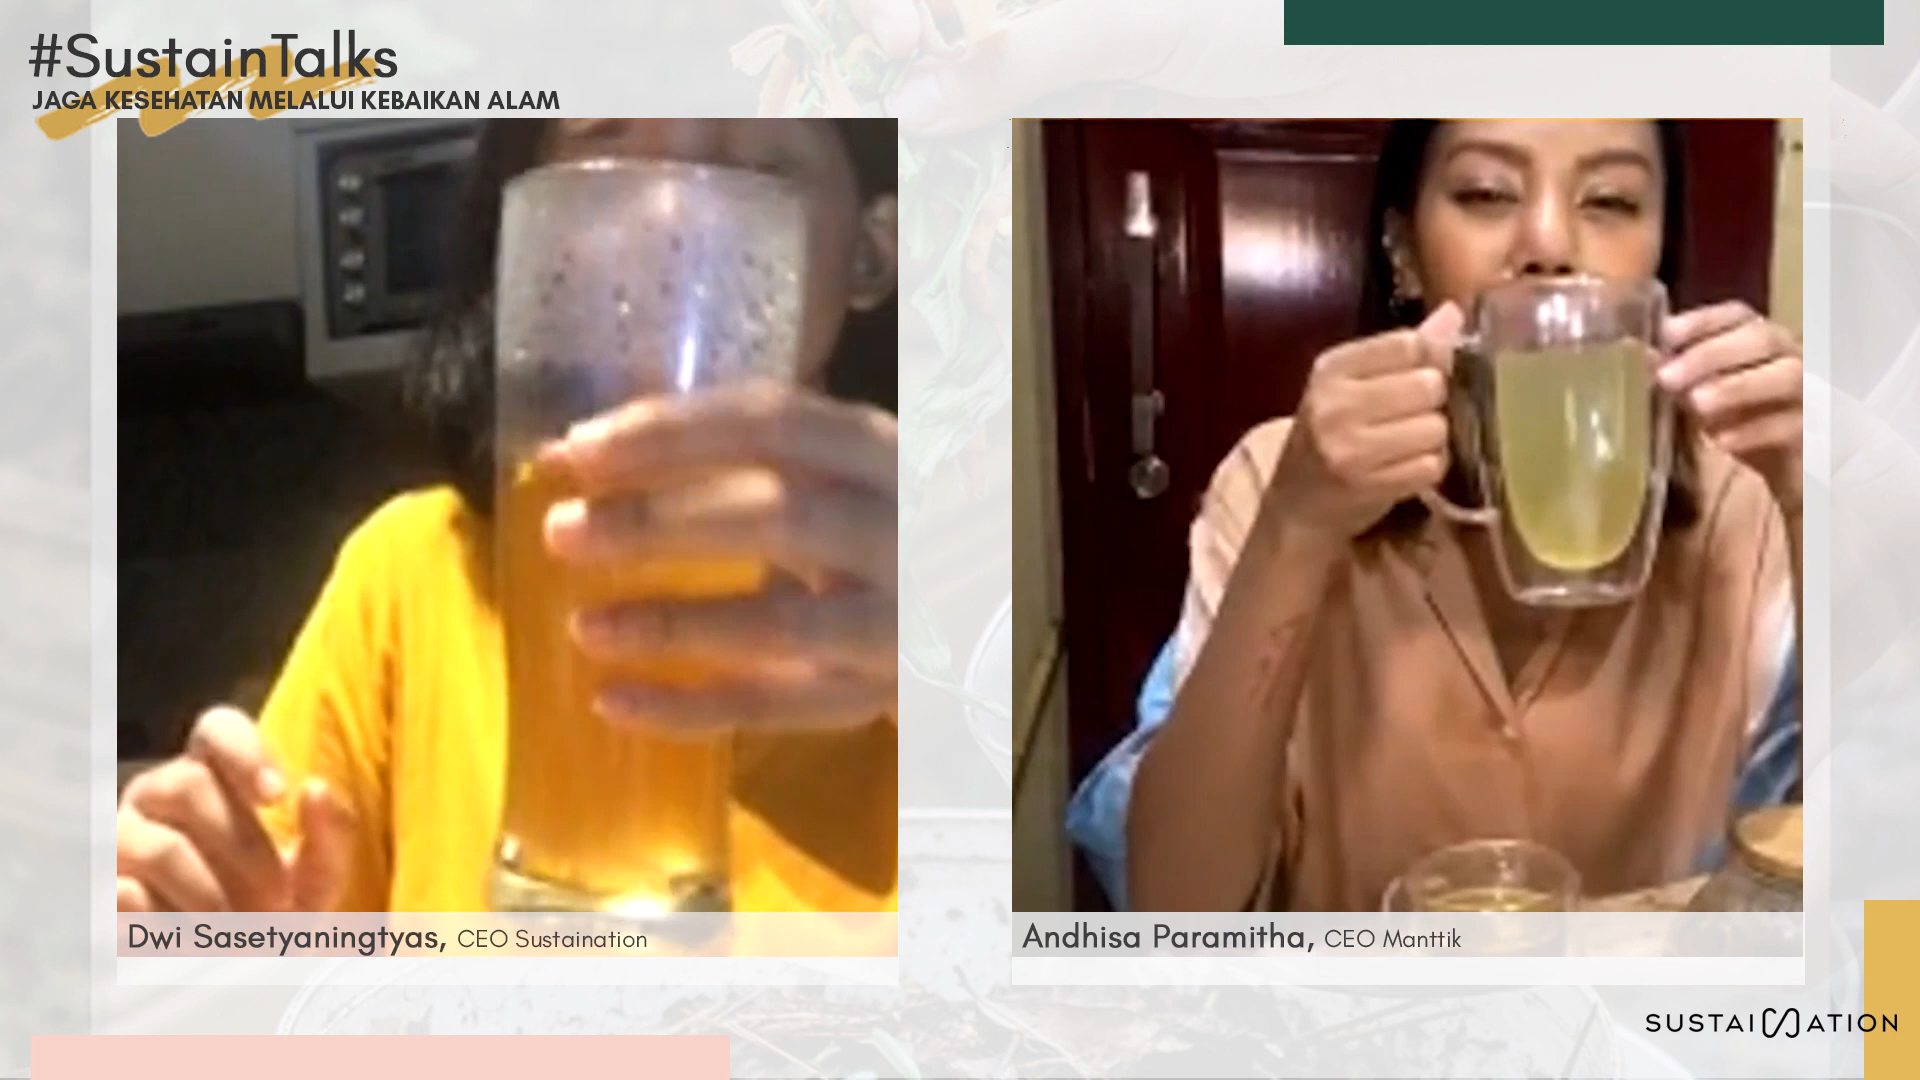 #SustainTalks
JAGA KESEHATAN MELALUI KEBAIKAN ALAM
Dwi Sasetyaningtyas, CEO Sustaination
Andhisa Paramitha, CEO Manttik
SUSTAINATION